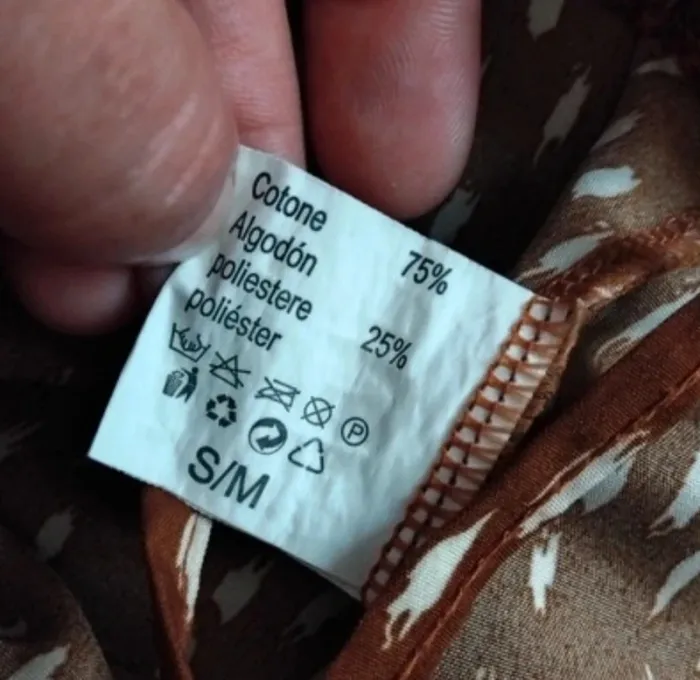 Cotone
Algodón 75%
poliestere
poliéster 25%
P
S/M